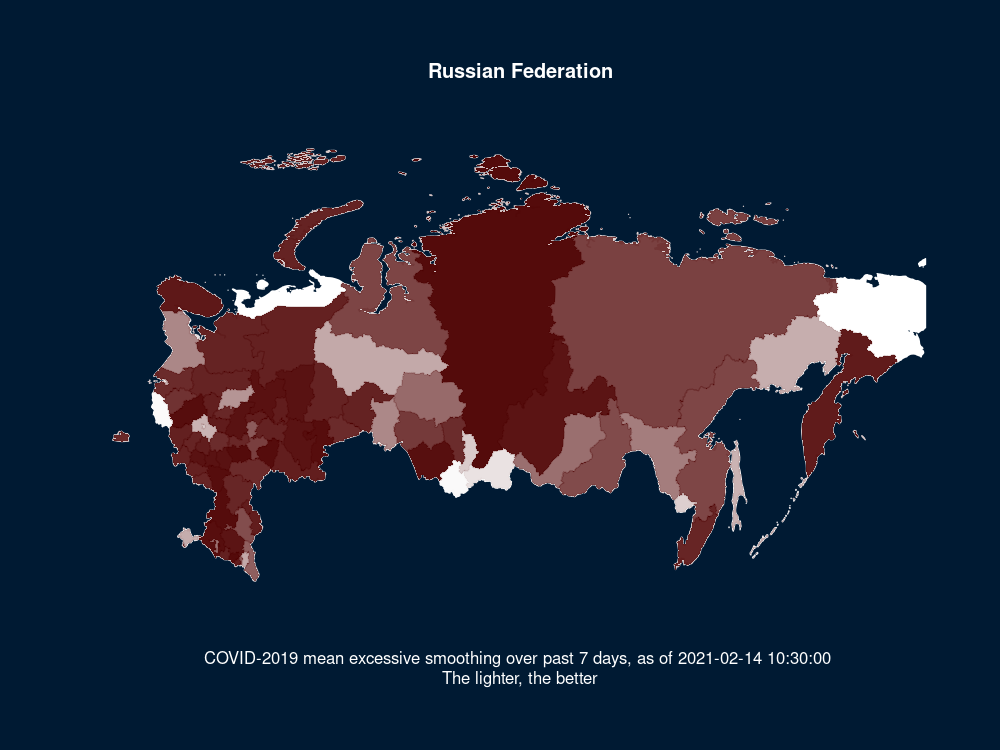 Russian Federation
COVID-2019 mean excessive smoothing over past 7 days, as of 2021-02-14 10:30:00
The lighter, the better